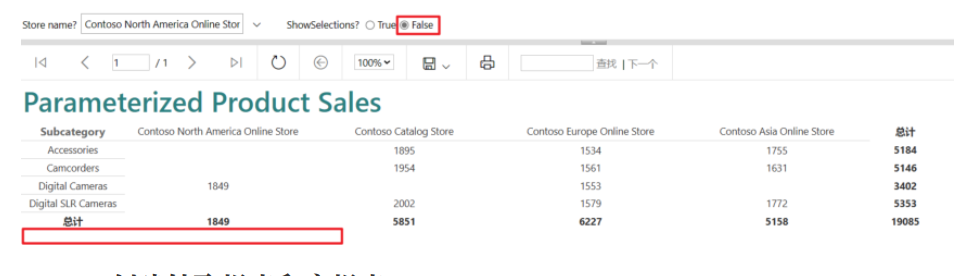 Store name? Contoso North America Online Stor ShowSelections? True False
1 / 1 100% 查找 | 下一个
Parameterized Product Sales
Subcategory Contoso North America Online Store Contoso Catalog Store Contoso Europe Online Store Contoso Asia Online Store 总计
Accessories 1895 1534 1755 5184
Camcorders 1954 1561 1631 5146
Digital Cameras 1849 1553 3402
Digital SLR Cameras 2002 1579 1772 5353
总计 1849 5851 6227 5158 19085